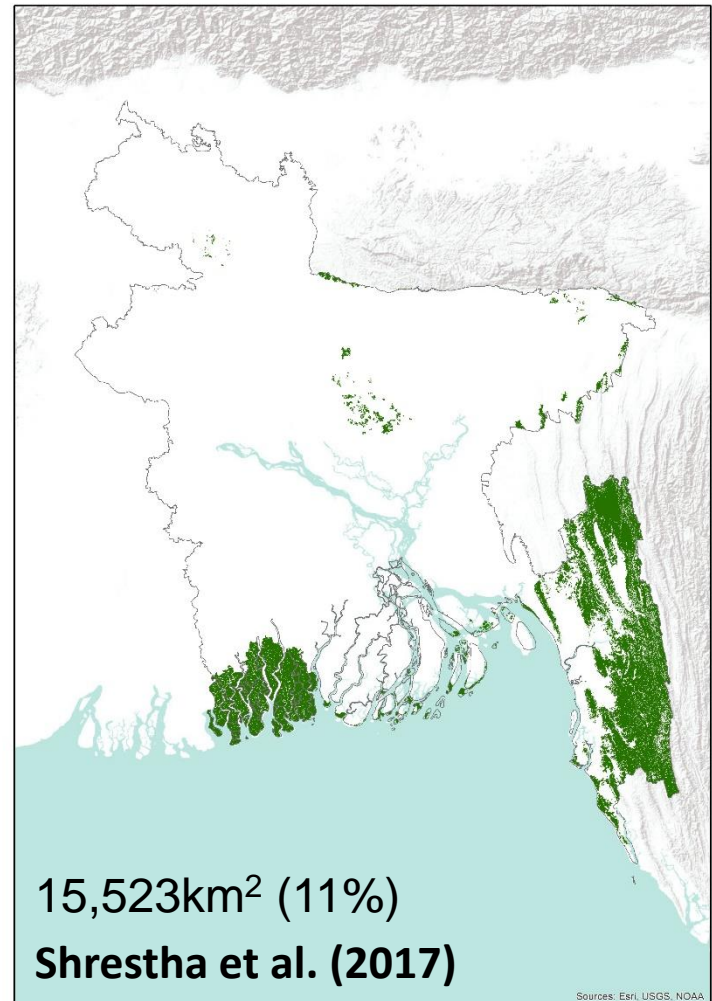 15,523km² (11%)
Shrestha et al. (2017)
Sources: Esri, USGS, NOAA